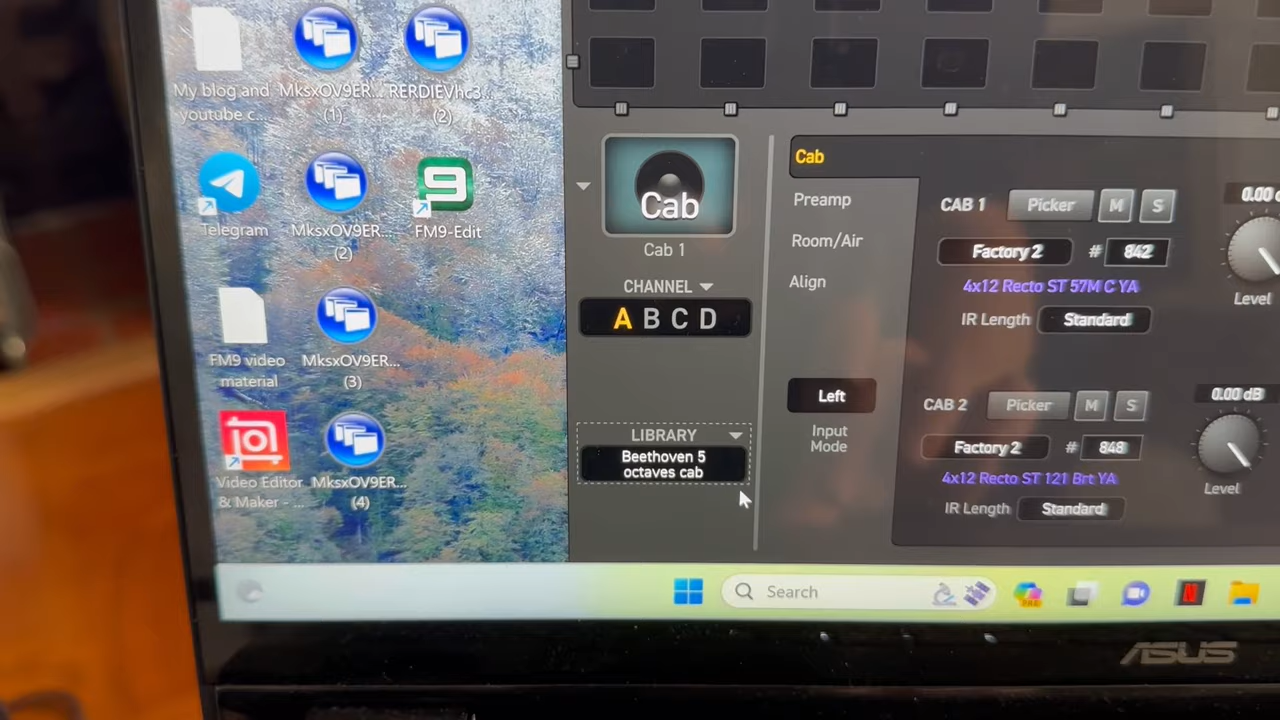 My blog and
youtube c....
MksxOV9ER...
(1)
RERDIEVhc3...
(2)
Telegram
MksxOV9ER...
(2)
FM9-Edit
FM9 video
material
MksxOV9ER...
(3)
Video Editor
& Maker - ...
MksxOV9ER...
(4)
Cab
Cab 1
CHANNEL
A B C D
LIBRARY
Beethoven 5
octaves cab
Cab
Preamp
Room/Air
Align
Left
Input
Mode
CAB 1 Picker M S
Factory 2 # 842
4x12 Recto ST 57M C YA
IR Length Standard
0.00
Level
CAB 2 Picker M S
Factory 2 # 848
4x12 Recto ST 121 Brt YA
IR Length Standard
0.00 dB
Level
Search
PRE
N
ASUS